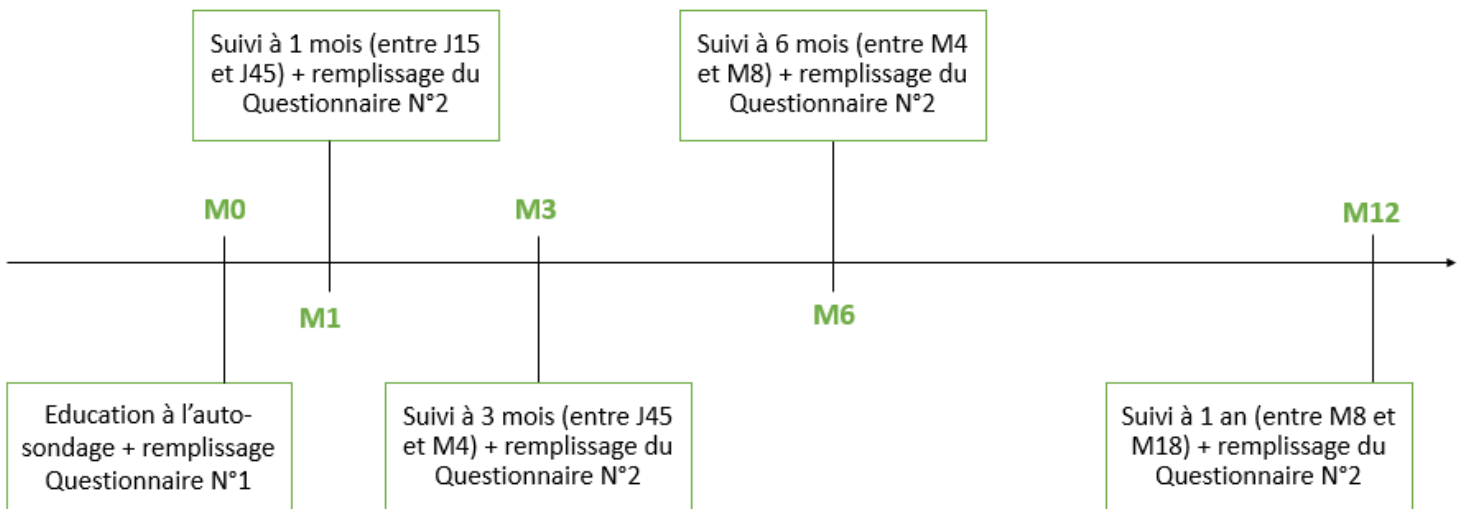 Suivi à 1 mois (entre J15
et J45) + remplissage du
Questionnaire N°2
Suivi à 6 mois (entre M4
et M8) + remplissage du
Questionnaire N°2
M0
M3
M12
M1
M6
Education à l’auto-
sondage + remplissage
Questionnaire N°1
Suivi à 3 mois (entre J45
et M4) + remplissage du
Questionnaire N°2
Suivi à 1 an (entre M8 et
M18) + remplissage du
Questionnaire N°2